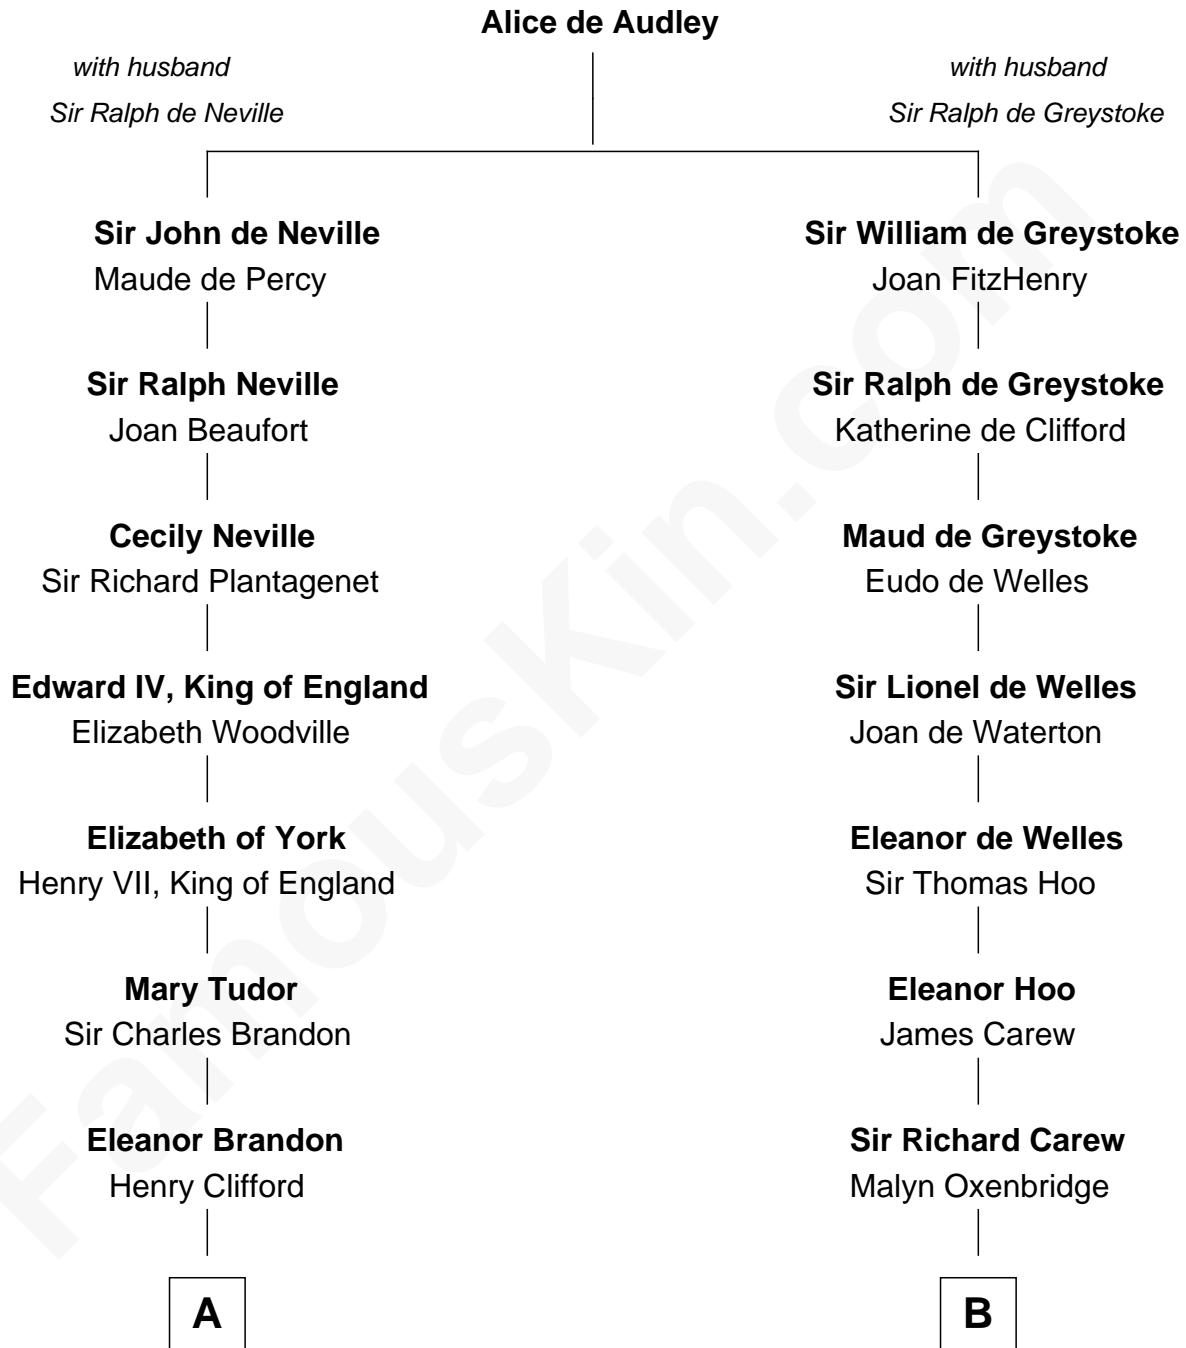 Alice de Audley
with husband
Sir Ralph de Neville
with husband
Sir Ralph de Greystoke
Sir John de Neville
Maude de Percy
Sir William de Greystoke
Joan FitzHenry
Sir Ralph Neville
Joan Beaufort
Sir Ralph de Greystoke
Katherine de Clifford
Cecily Neville
Sir Richard Plantagenet
Maud de Greystoke
Eudo de Welles
Edward IV, King of England
Elizabeth Woodville
Sir Lionel de Welles
Joan de Waterton
Elizabeth of York
Henry VII, King of England
Eleanor de Welles
Sir Thomas Hoo
Mary Tudor
Sir Charles Brandon
Eleanor Hoo
James Carew
Eleanor Brandon
Henry Clifford
Sir Richard Carew
Malyn Oxenbridge
A
B
FamousKin.com